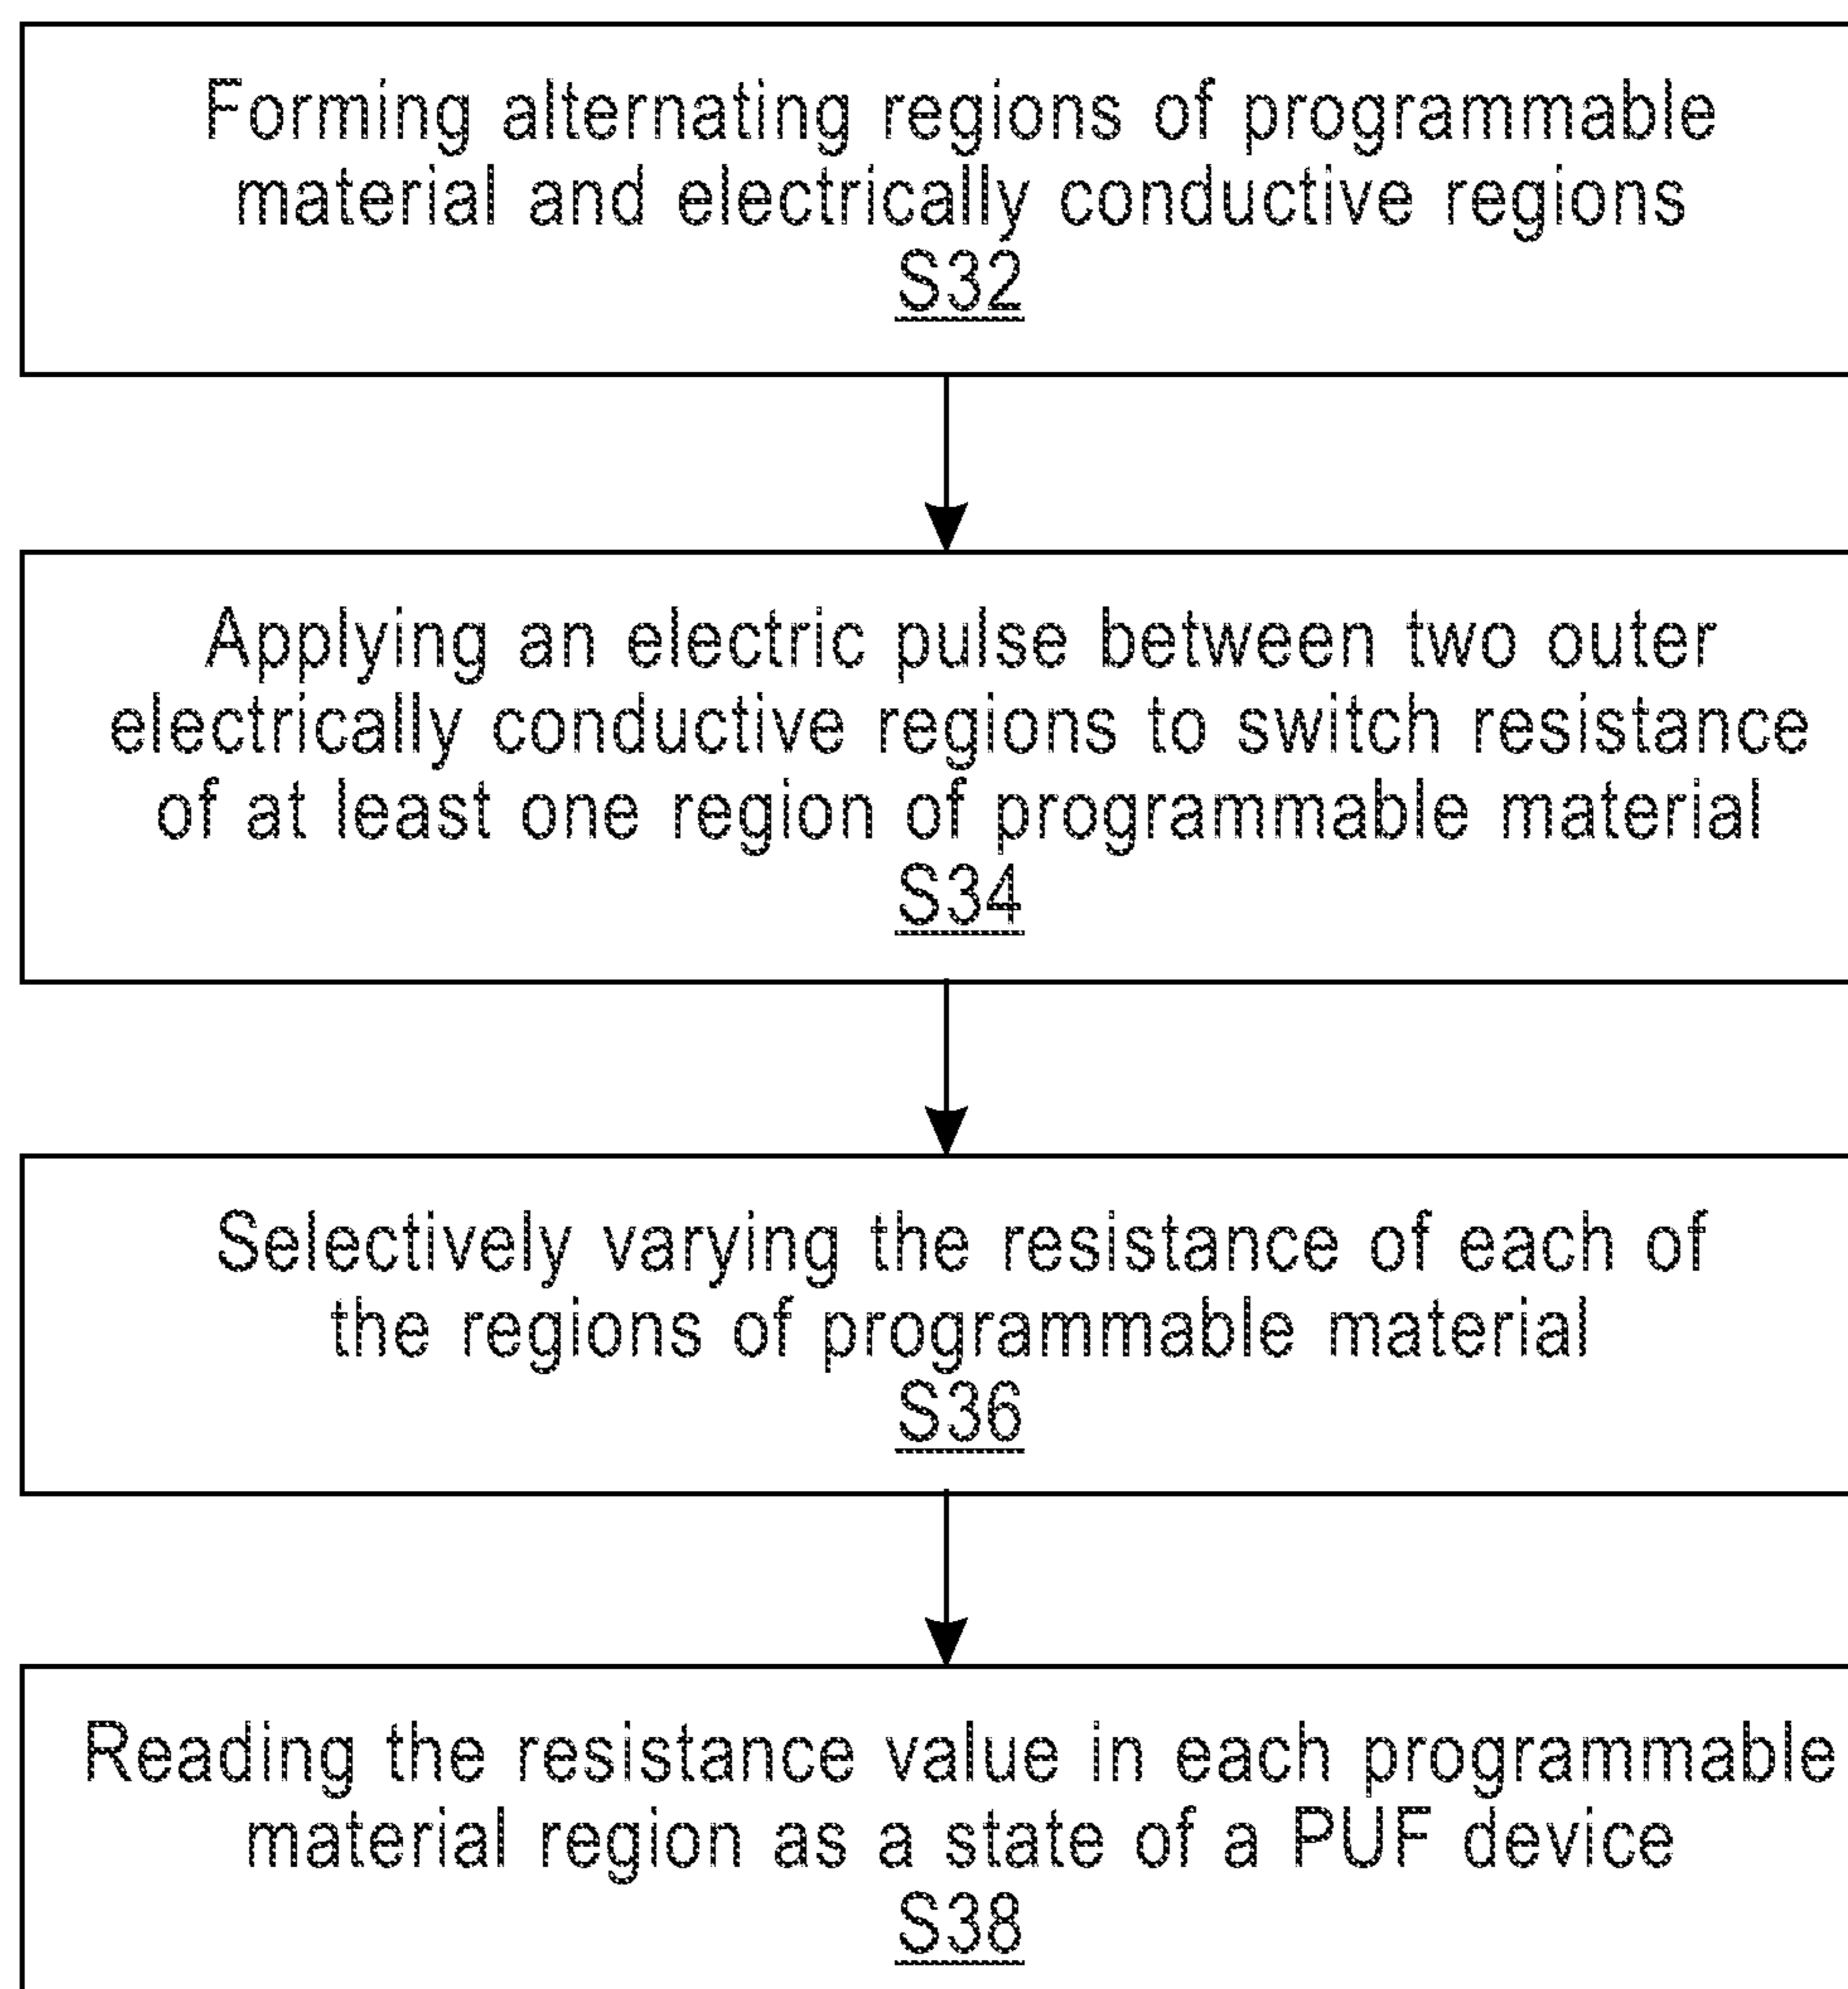 Forming alternating regions of programmable
material and electrically conductive regions
S32
Applying an electric pulse between two outer
electrically conductive regions to switch resistance
of at least one region of programmable material
S34
Selectively varying the resistance of each of
the regions of programmable material
S36
Reading the resistance value in each programmable
material region as a state of a PUF device
S38